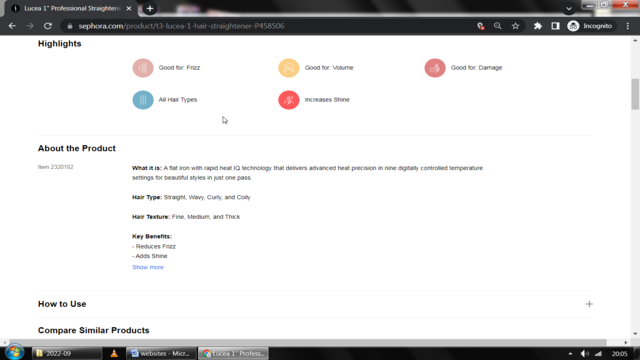 Lucea 1" Professional Straightene
sephora.com/product/t3-lucea-1-hair-straightener-P458506
Incognito
Highlights
Good for: Frizz
Good for: Volume
Good for: Damage
All Hair Types
Increases Shine
About the Product
Item 2320162
What it is: A flat iron with rapid heat IQ technology that delivers advanced heat precision in nine digitally controlled temperature
settings for beautiful styles in just one pass.
Hair Type: Straight, Wavy, Curly, and Coily
Hair Texture: Fine, Medium, and Thick
Key Benefits:
- Reduces Frizz
- Adds Shine
Show more
How to Use
Compare Similar Products
2022-09
websites - Micr...
Lucea 1" Profess...
20:05